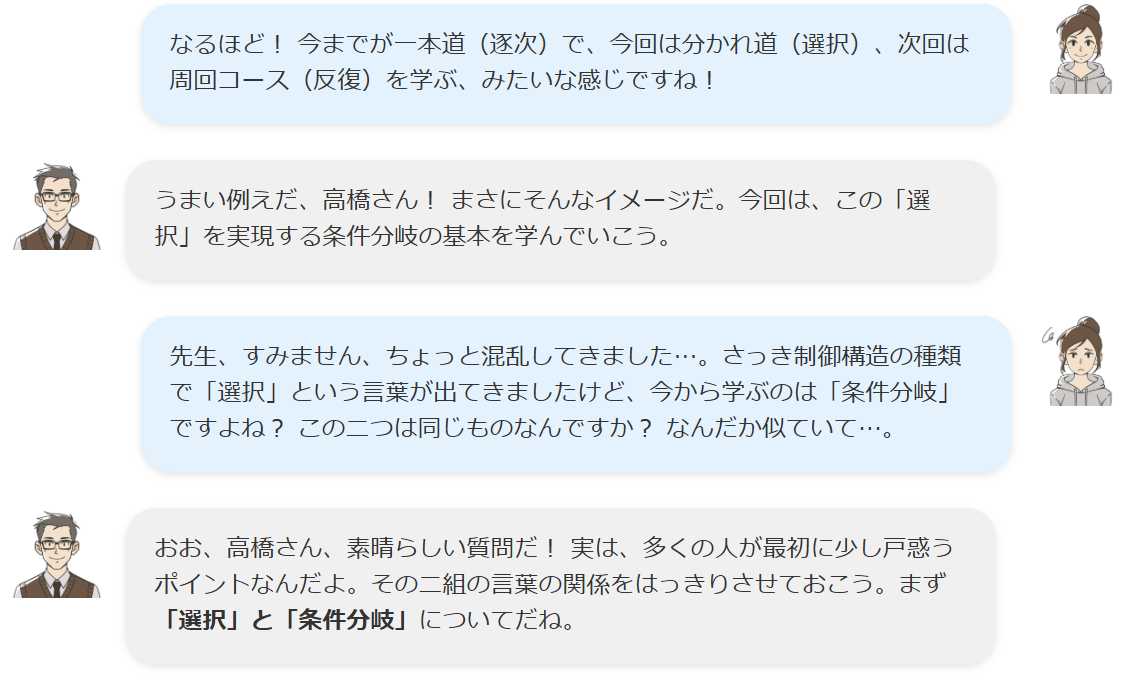 なるほど！ 今までが一本道（逐次）で、今回は分かれ道（選択）、次回は
周回コース（反復）を学ぶ、みたいな感じですね！
うまい例えだ、高橋さん！ まさにそんなイメージだ。今回は、この「選
択」を実現する条件分岐の基本を学んでいこう。
先生、すみません、ちょっと混乱してきました…。さっき制御構造の種類
で「選択」という言葉が出てきましたけど、今から学ぶのは「条件分岐」
ですよね？ この二つは同じものなんですか？ なんだか似ていて…。
おお、高橋さん、素晴らしい質問だ！ 実は、多くの人が最初に少し戸惑う
ポイントなんだよ。その二組の言葉の関係をはっきりさせておこう。まず
「選択」と「条件分岐」についてだね。